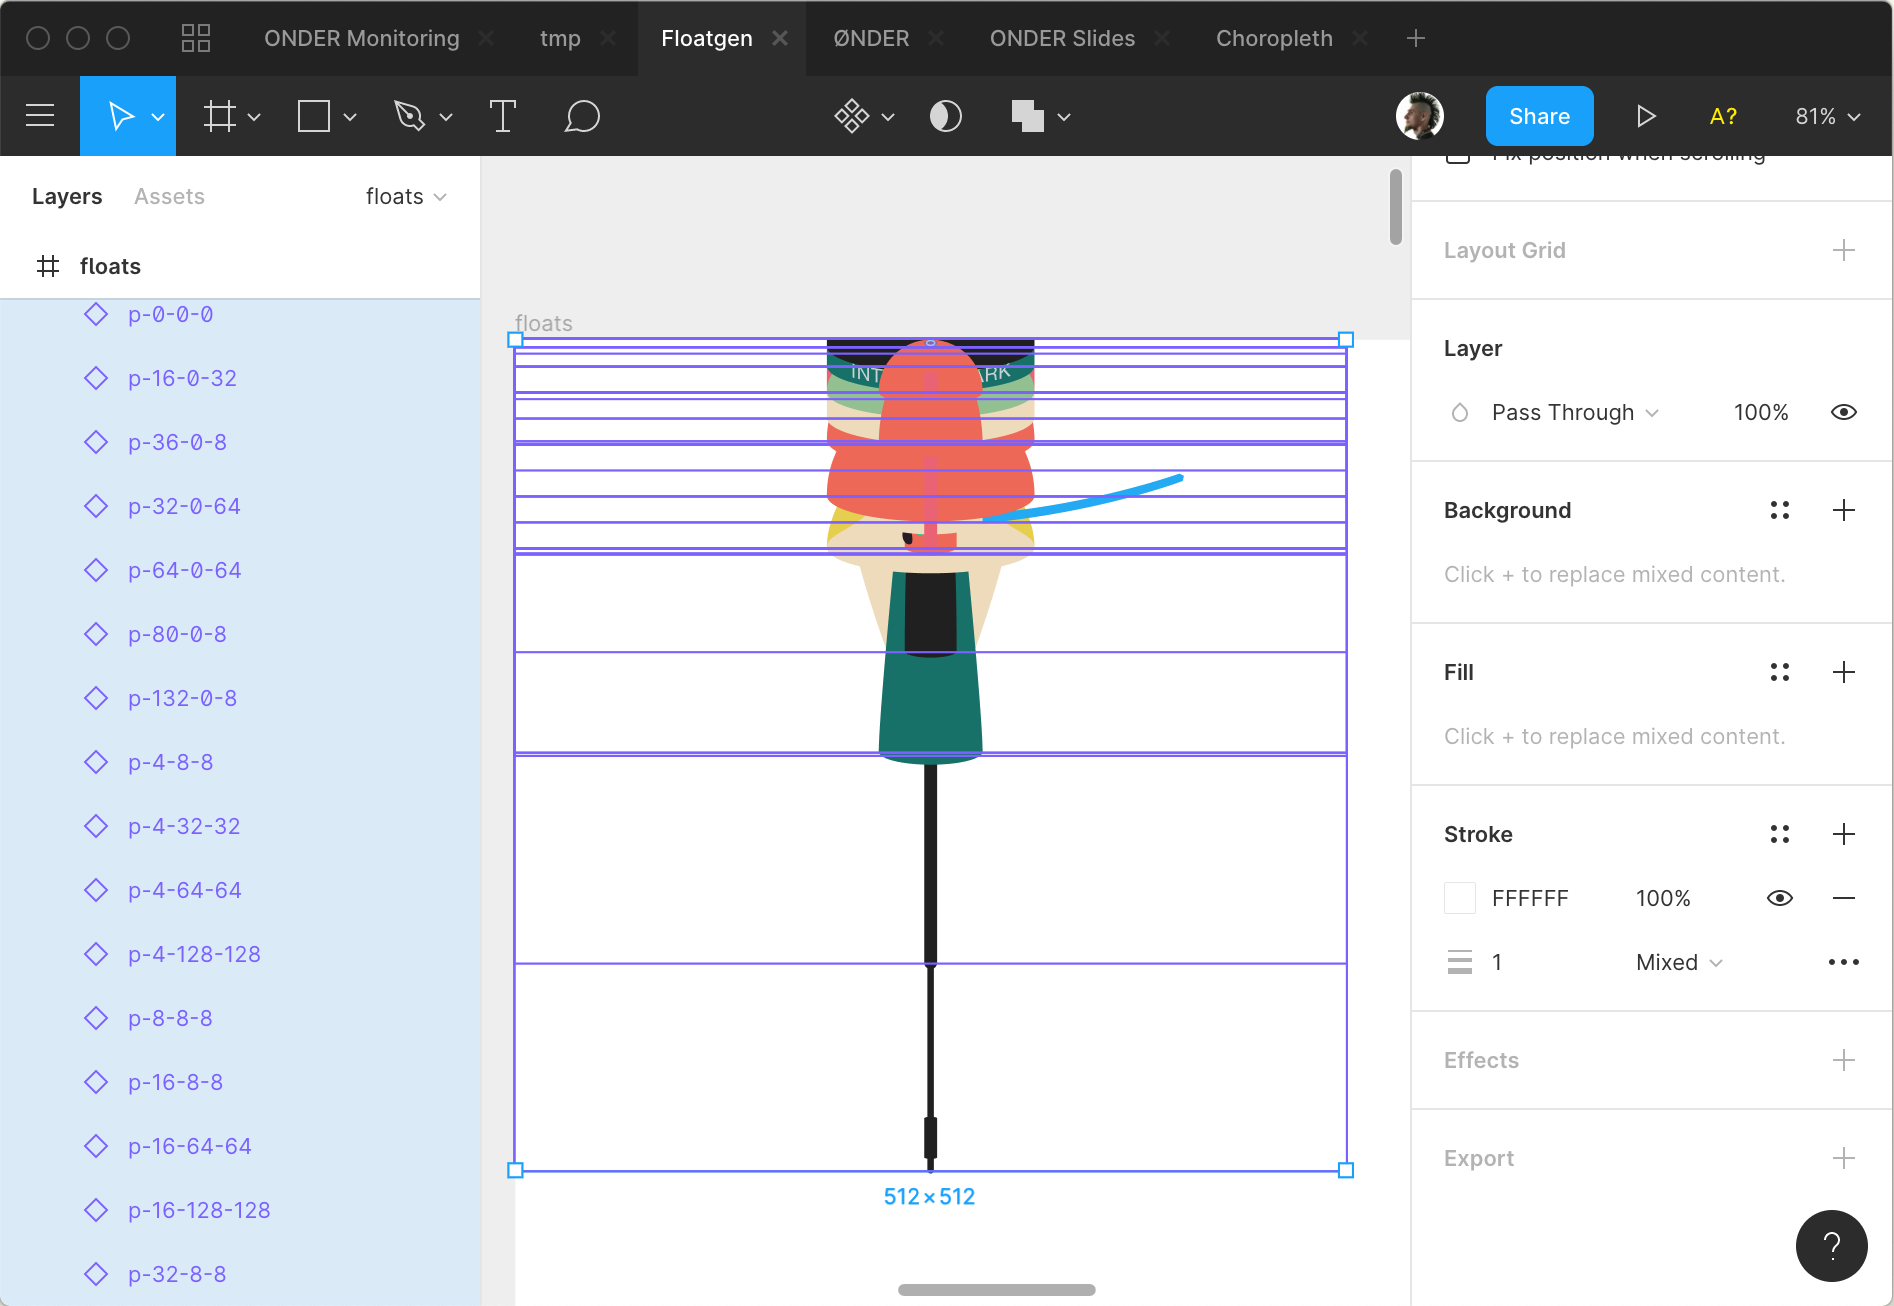 ONDER Monitoring tmp Floatgen ØNDER ONDER Slides Choropleth
Share A? 81%
Layers Assets floats
floats
p-0-0-0
p-16-0-32
p-36-0-8
p-32-0-64
p-64-0-64
p-80-0-8
p-132-0-8
p-4-8-8
p-4-32-32
p-4-64-64
p-4-128-128
p-8-8-8
p-16-8-8
p-16-64-64
p-16-128-128
p-32-8-8
floats
INT ARK
512 × 512
Fix position when scrolling
Layout Grid
Layer
Pass Through 100%
Background
Click + to replace mixed content.
Fill
Click + to replace mixed content.
Stroke
FFFFFF 100%
1 Mixed
Effects
Export
?